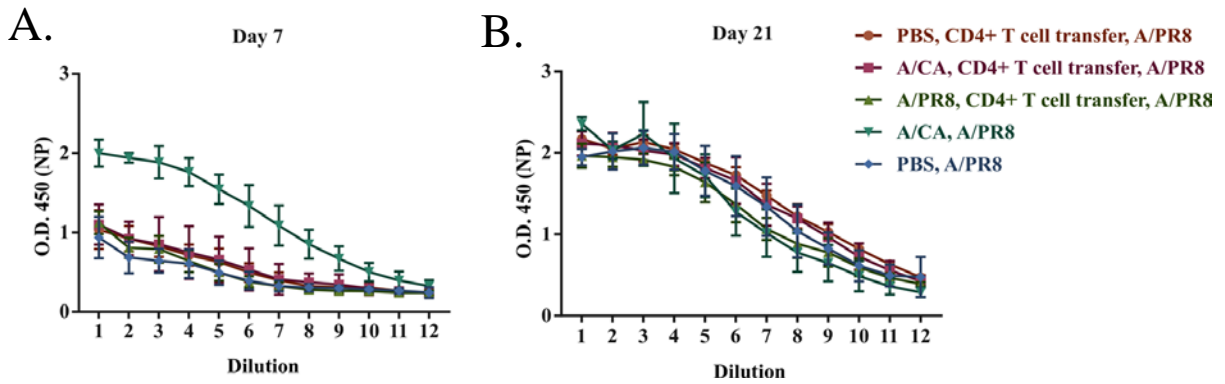 A.
Day 7
O.D. 450 (NP)
3
2
1
0
1 2 3 4 5 6 7 8 9 10 11 12
Dilution
B.
Day 21
O.D. 450 (NP)
3
2
1
0
1 2 3 4 5 6 7 8 9 10 11 12
Dilution
PBS, CD4+ T cell transfer, A/PR8
A/CA, CD4+ T cell transfer, A/PR8
A/PR8, CD4+ T cell transfer, A/PR8
A/CA, A/PR8
PBS, A/PR8